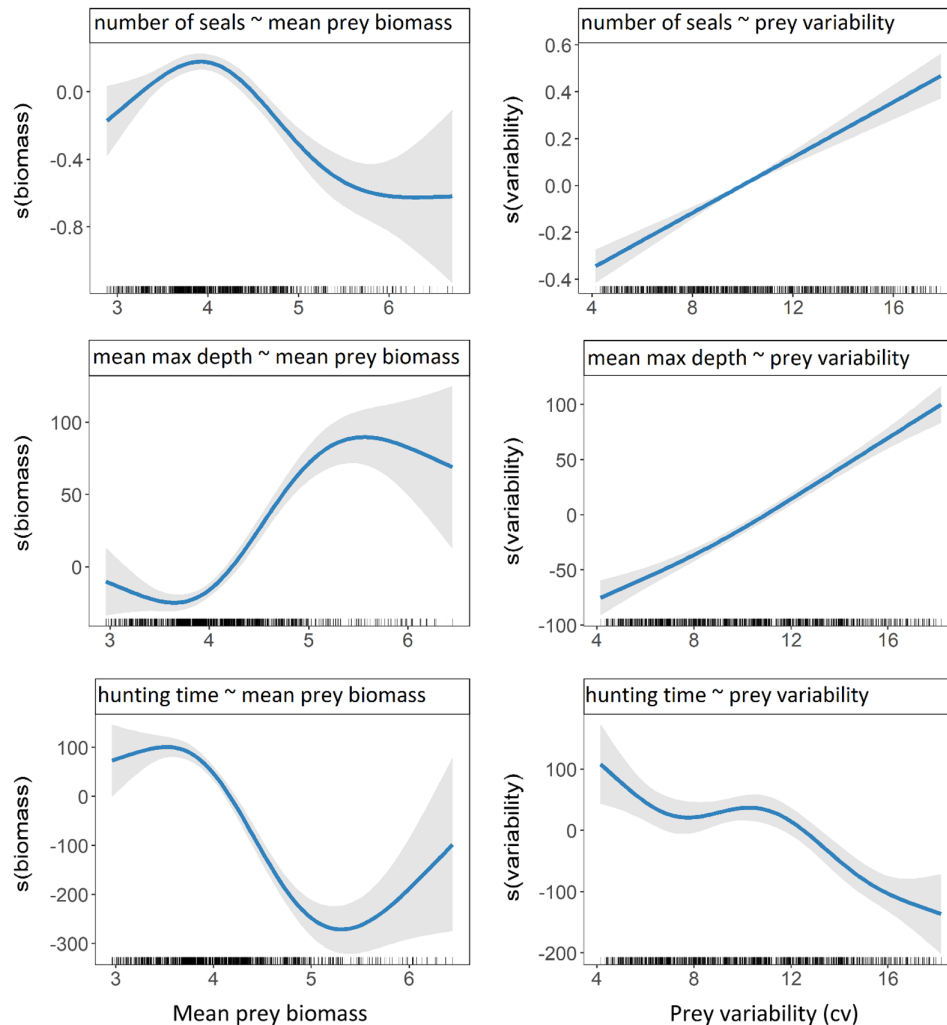 number of seals ~ mean prey biomass
s(biomass)
0.0
-0.4
-0.8
3 4 5 6
number of seals ~ prey variability
s(variability)
0.6
0.4
0.2
0.0
-0.2
-0.4
4 8 12 16
mean max depth ~ mean prey biomass
s(biomass)
100
50
0
3 4 5 6
mean max depth ~ prey variability
s(variability)
100
50
0
-50
-100
4 8 12 16
hunting time ~ mean prey biomass
s(biomass)
100
0
-100
-200
-300
3 4 5 6
Mean prey biomass
hunting time ~ prey variability
s(variability)
100
0
-100
-200
4 8 12 16
Prey variability (cv)